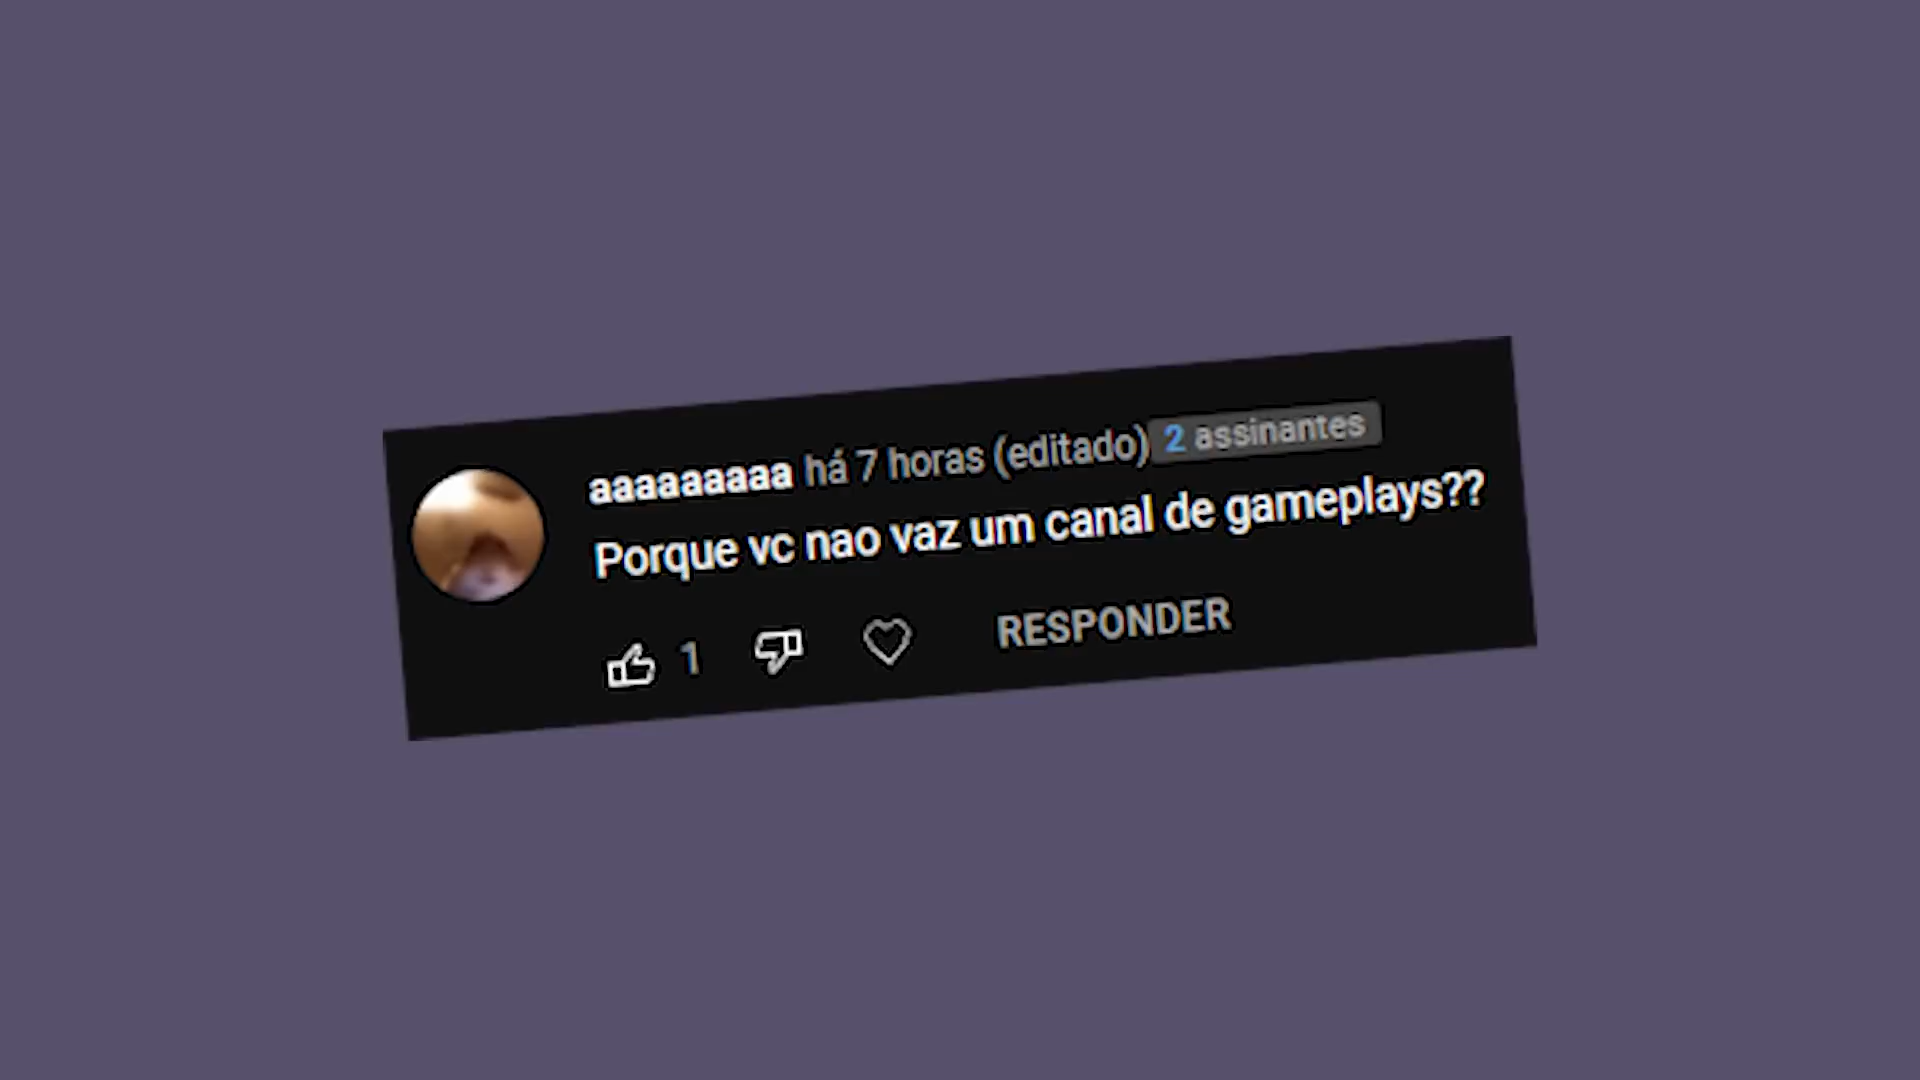 aaaaaaaaa há 7 horas (editado) 2 assinantes
Porque vc nao vaz um canal de gameplays??
1 RESPONDER